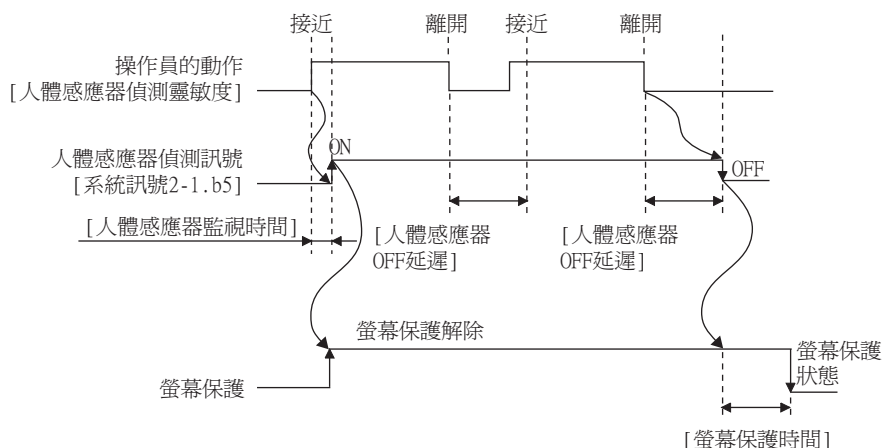 接近
離開
接近
離開
操作員的動作
[人體感應器偵測靈敏度]
ON
人體感應器偵測訊號
[系統訊號2-1.b5]
OFF
[人體感應器監視時間]
[人體感應器
OFF延遲]
[人體感應器
OFF延遲]
螢幕保護解除
螢幕保護
狀態
螢幕保護
[螢幕保護時間]